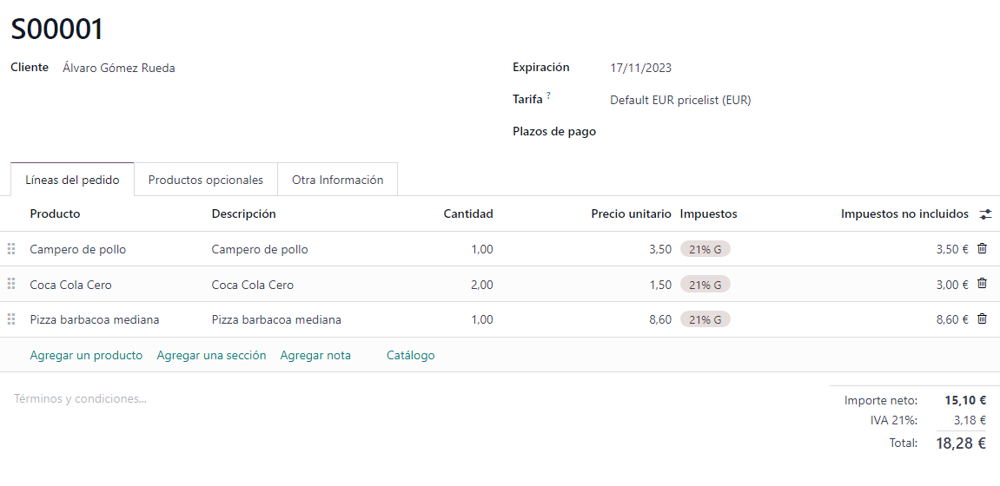 S00001
Cliente Álvaro Gómez Rueda Expiración 17/11/2023
Tarifa ? Default EUR pricelist (EUR)
Plazos de pago
Líneas del pedido Productos opcionales Otra Información
Producto Descripción Cantidad Precio unitario Impuestos Impuestos no incluidos
Campero de pollo Campero de pollo 1,00 3,50 21% G 3,50 €
Coca Cola Cero Coca Cola Cero 2,00 1,50 21% G 3,00 €
Pizza barbacoa mediana Pizza barbacoa mediana 1,00 8,60 21% G 8,60 €
Agregar un producto Agregar una sección Agregar nota Catálogo
Términos y condiciones... Importe neto: 15,10 €
IVA 21%: 3,18 €
Total: 18,28 €